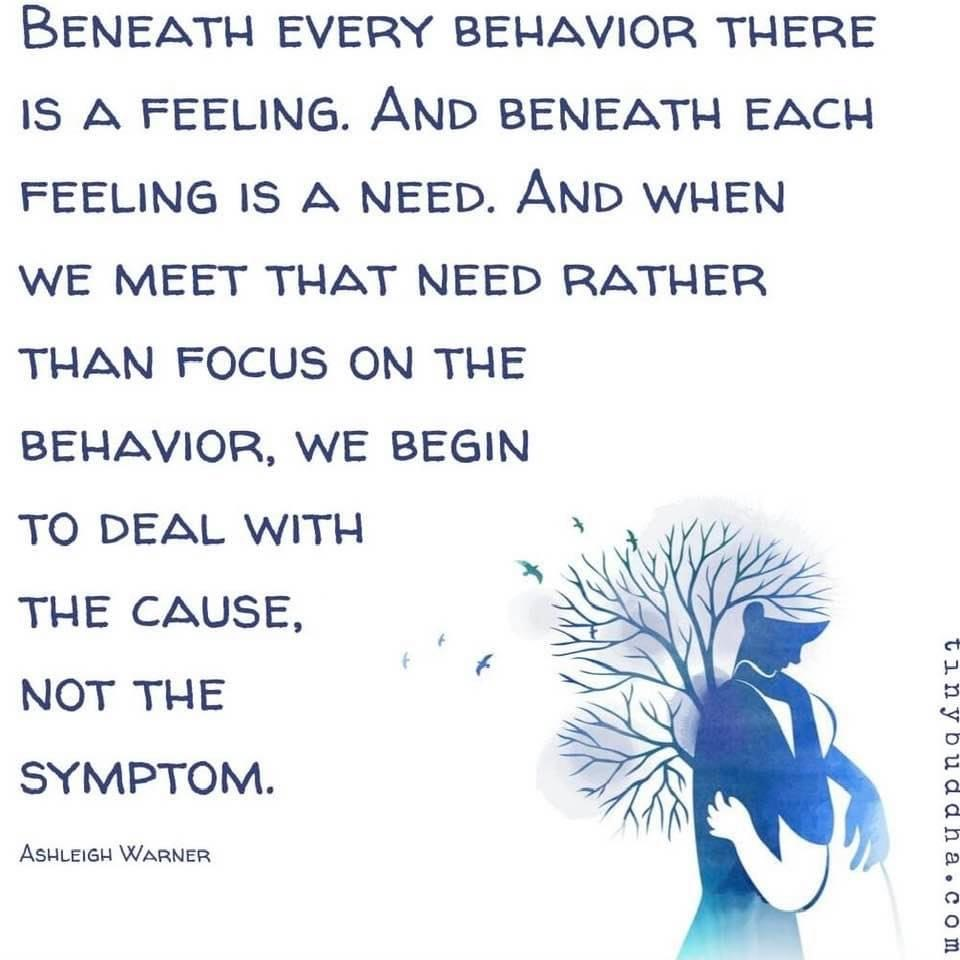 BENEATH EVERY BEHAVIOR THERE
IS A FEELING. AND BENEATH EACH
FEELING IS A NEED. AND WHEN
WE MEET THAT NEED RATHER
THAN FOCUS ON THE
BEHAVIOR, WE BEGIN
TO DEAL WITH
THE CAUSE,
NOT THE
SYMPTOM.
ASHLEIGH WARNER
tinybuddha.com